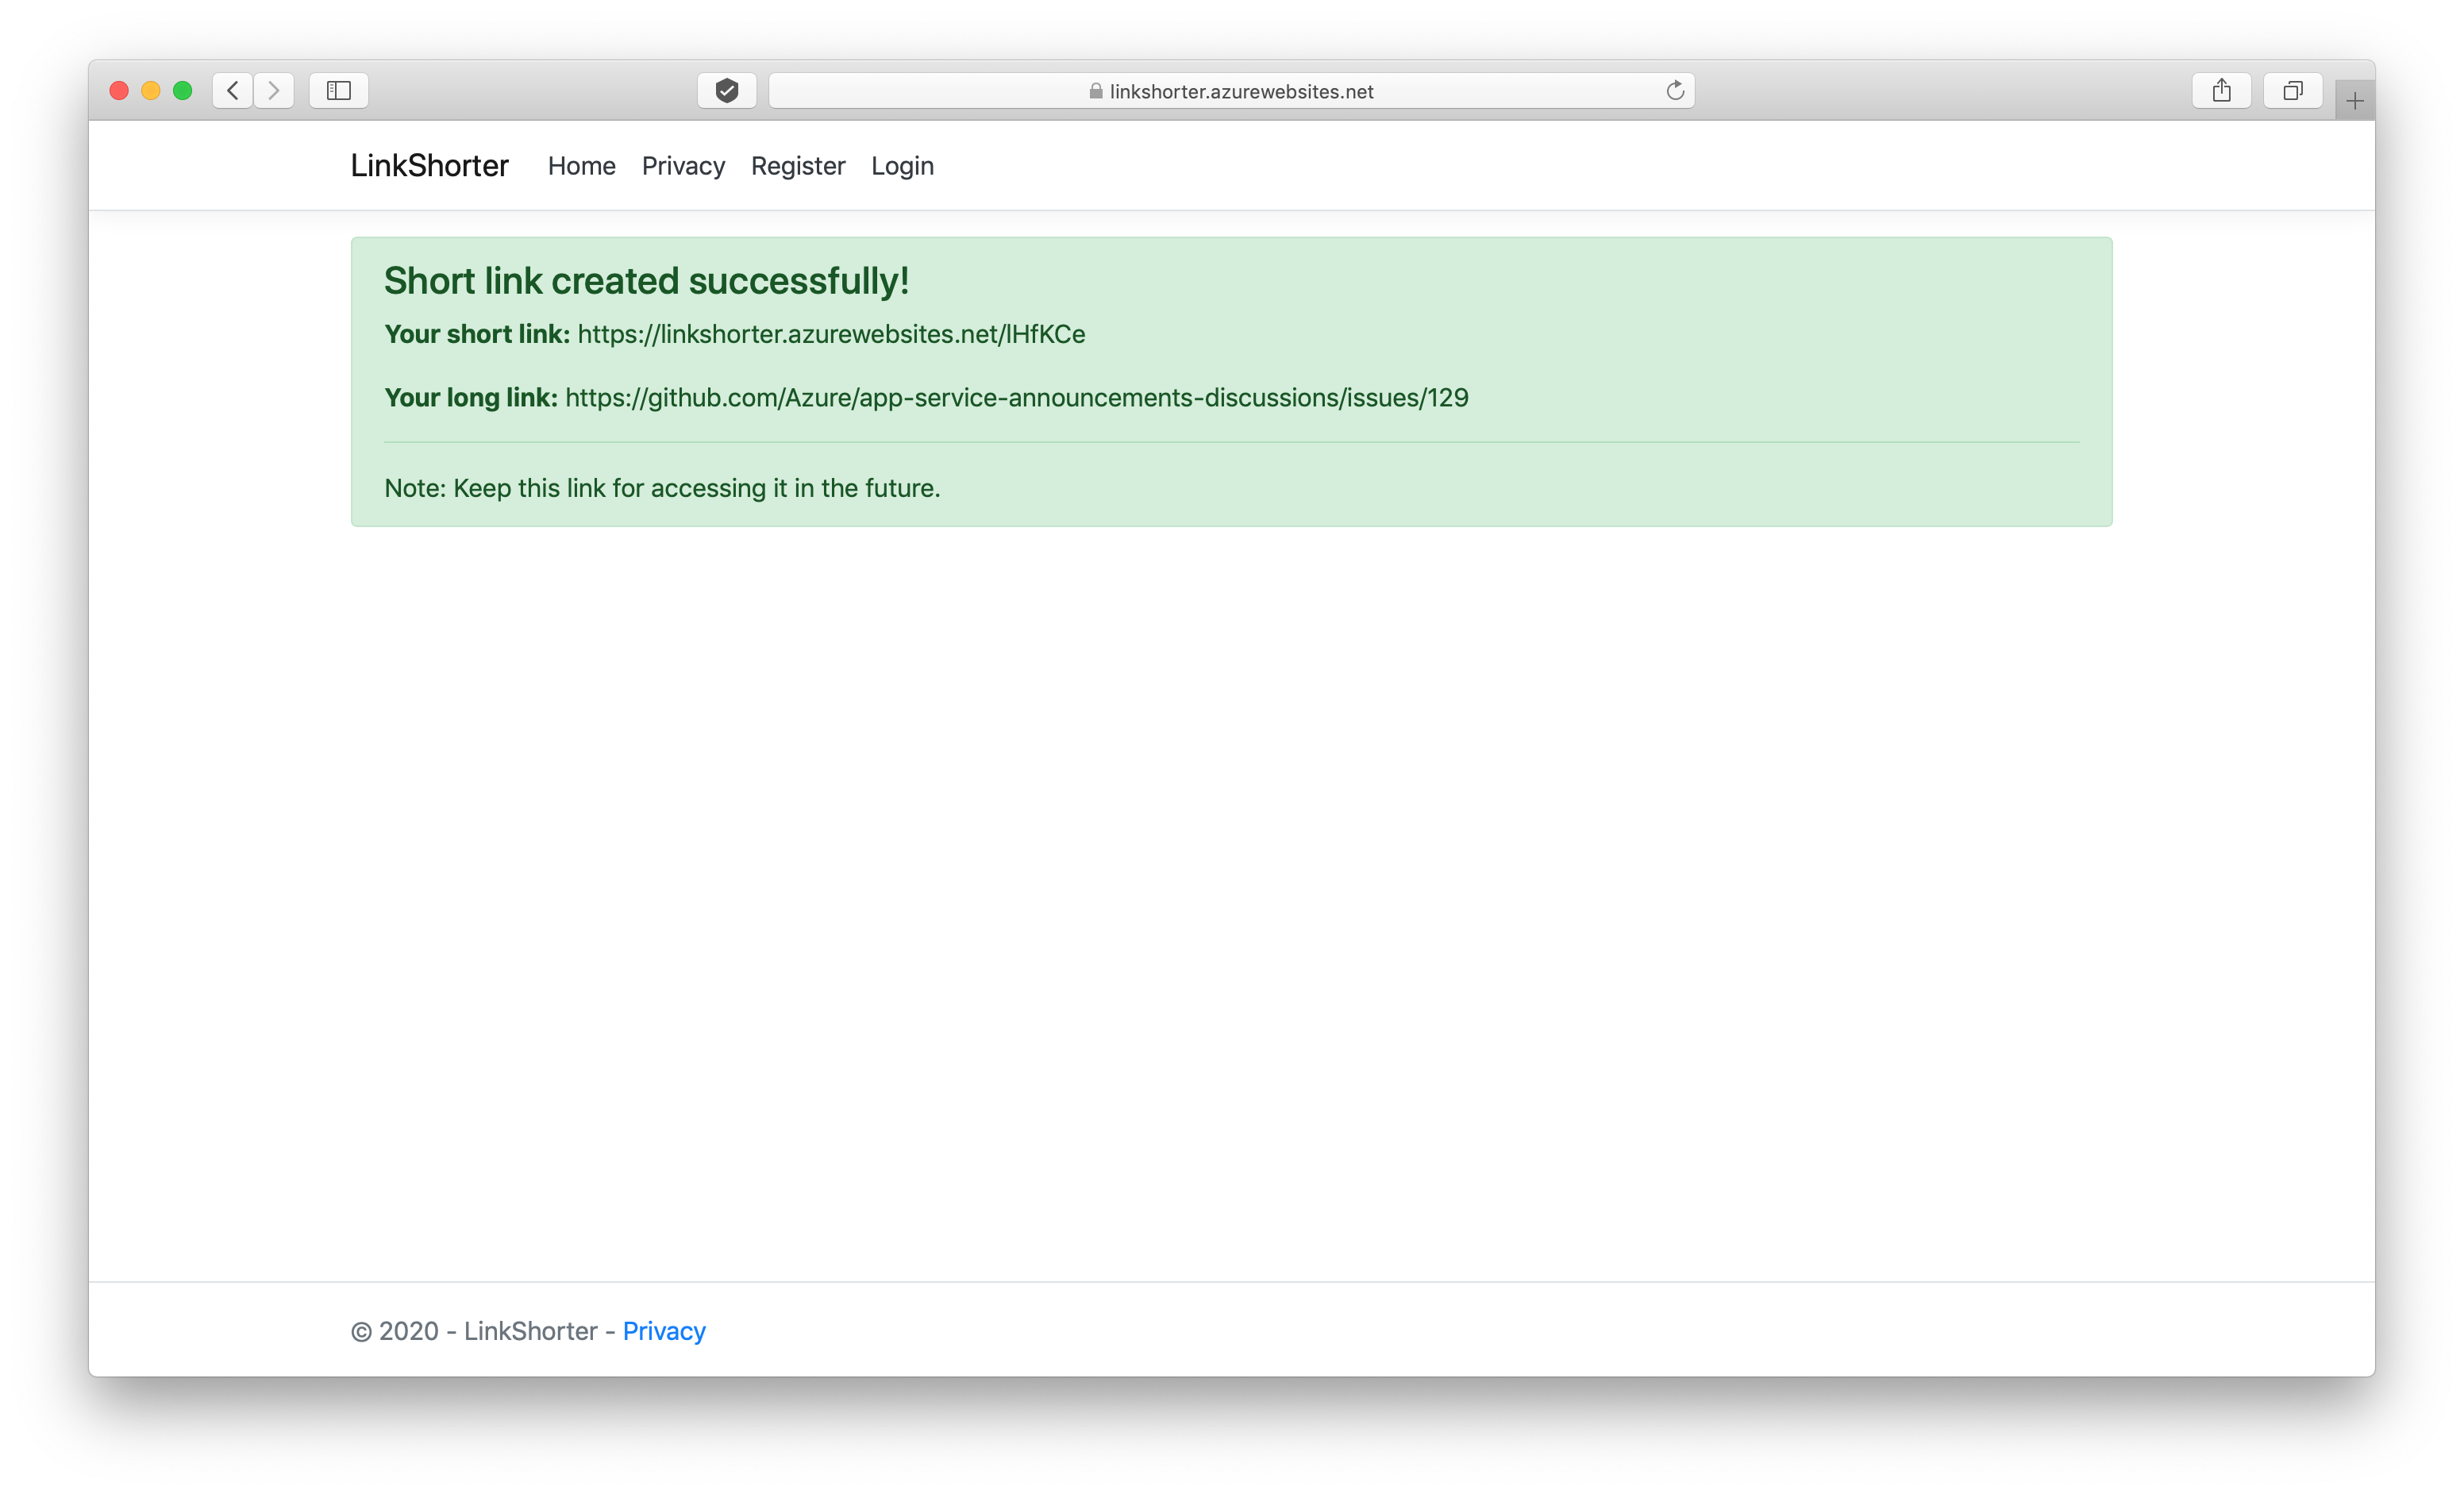 linkshorter.azurewebsites.net
LinkShorter Home Privacy Register Login
Short link created successfully!
Your short link: https://linkshorter.azurewebsites.net/lHfKCe
Your long link: https://github.com/Azure/app-service-announcements-discussions/issues/129
Note: Keep this link for accessing it in the future.
© 2020 - LinkShorter - Privacy